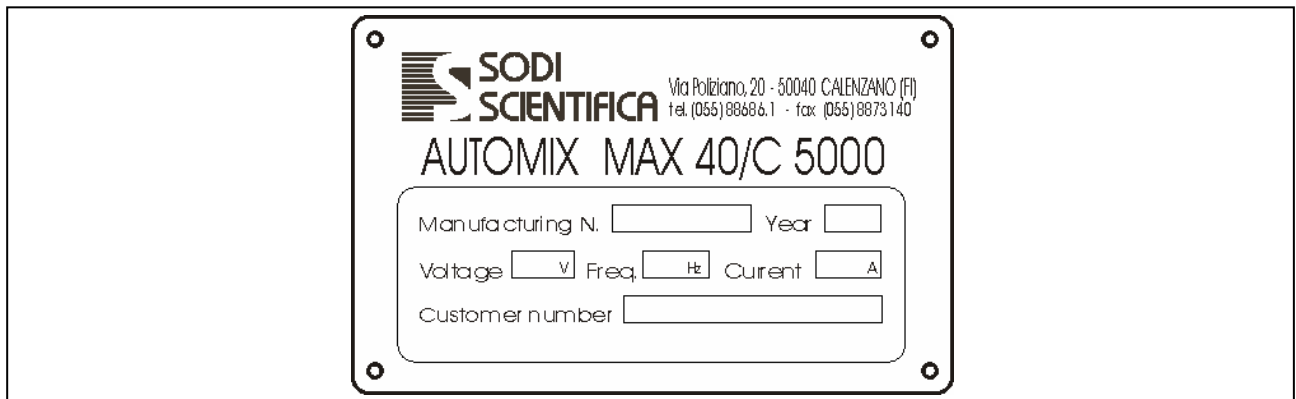 SODI
SCIENTIFICA
Via Poliziano, 20 - 50040 CALENZANO (FI)
tel. (055) 88686.1 - fax (055) 8873140
AUTOMIX MAX 40/C 5000
Manufacturing N. Year
Voltage V Freq. Hz Current A
Customer number